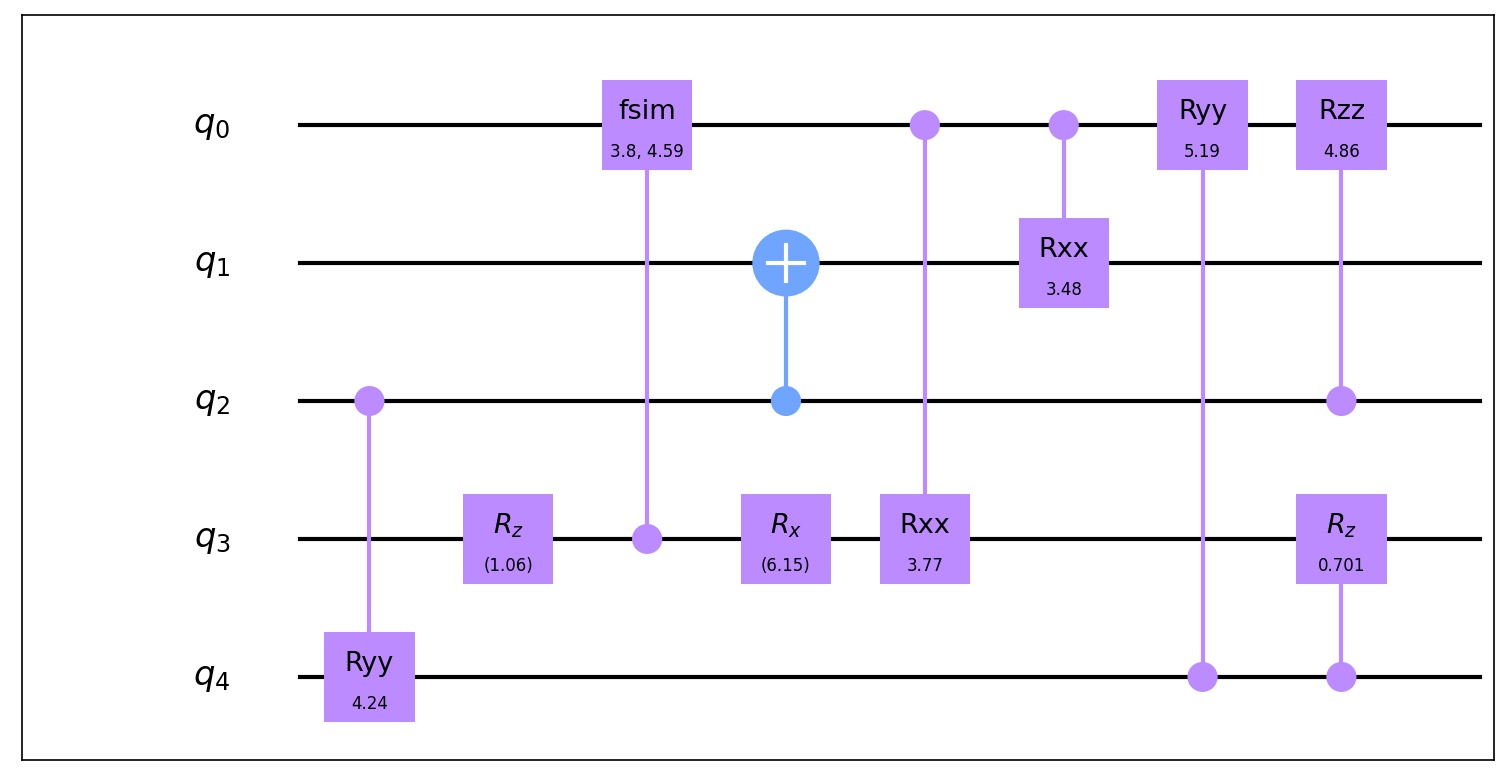 q0
fsim
3.8, 4.59
Ryy
5.19
Rzz
4.86
q1
Rxx
3.48
q2
q3
Rz
(1.06)
Rx
(6.15)
Rxx
3.77
Rz
0.701
q4
Ryy
4.24